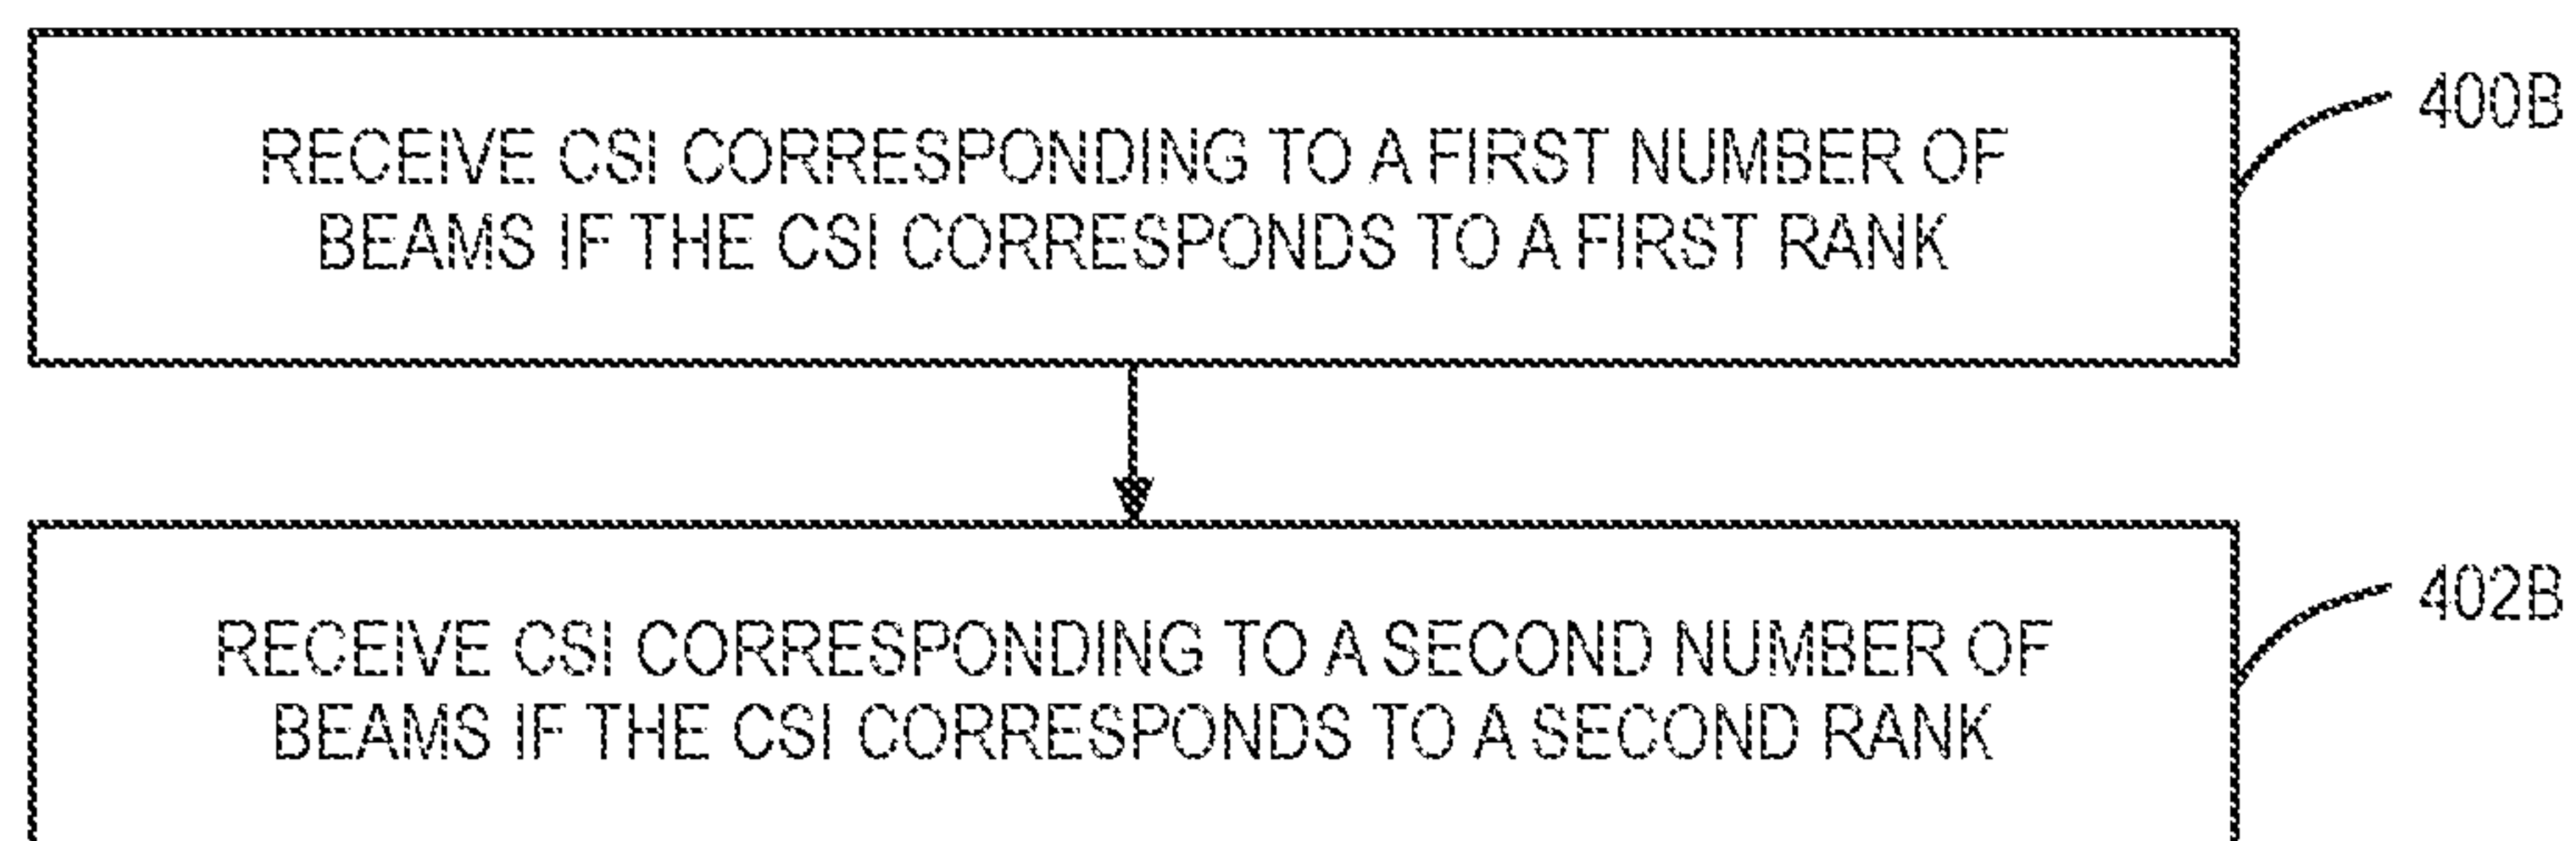 RECEIVE CSI CORRESPONDING TO A FIRST NUMBER OF
BEAMS IF THE CSI CORRESPONDS TO A FIRST RANK
400B
RECEIVE CSI CORRESPONDING TO A SECOND NUMBER OF
BEAMS IF THE CSI CORRESPONDS TO A SECOND RANK
402B